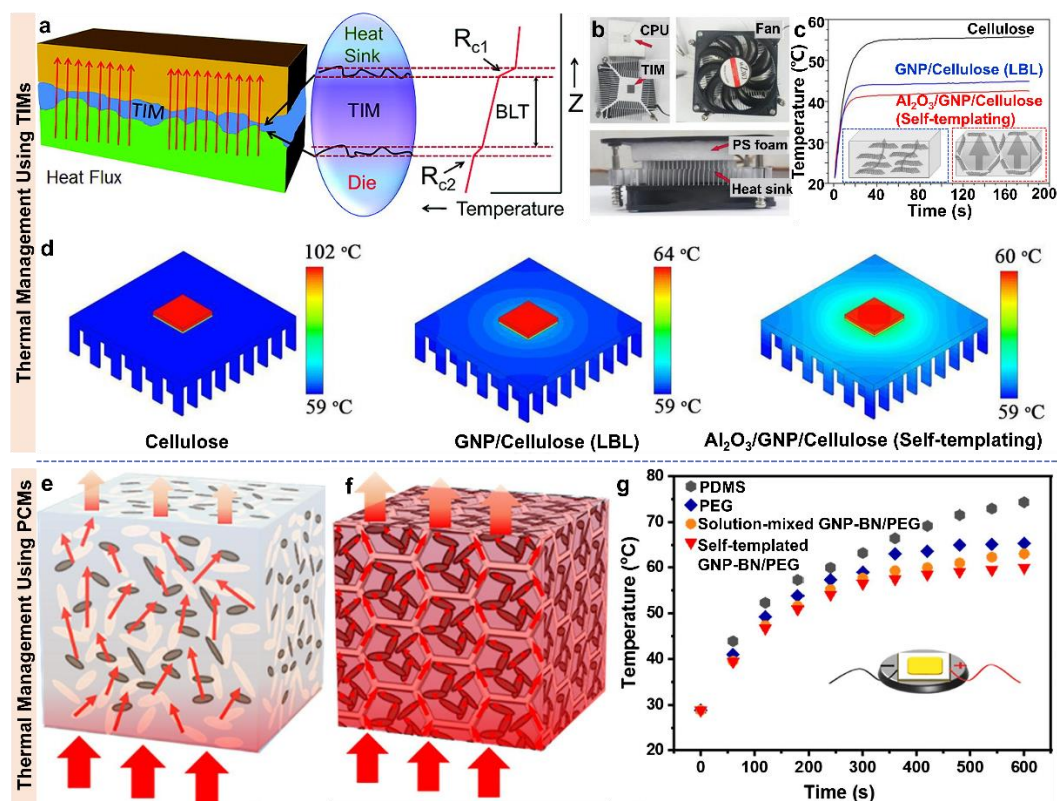 Thermal Management Using TIMs
a
TIM
Heat Flux
Heat
Sink
TIM
Die
R_c1
BLT
R_c2
Z
← Temperature
b
CPU
TIM
Fan
PS foam
Heat sink
c
Temperature (°C)
60
50
40
30
20
Cellulose
GNP/Cellulose (LBL)
Al₂O₃/GNP/Cellulose
(Self-templating)
0 40 80 120 160 200
Time (s)
d
102 °C
59 °C
Cellulose
64 °C
59 °C
GNP/Cellulose (LBL)
60 °C
59 °C
Al₂O₃/GNP/Cellulose (Self-templating)
Thermal Management Using PCMs
e
f
g
Temperature (°C)
80
70
60
50
40
30
20
PDMS
PEG
Solution-mixed GNP-BN/PEG
Self-templated
GNP-BN/PEG
− +
0 100 200 300 400 500 600
Time (s)